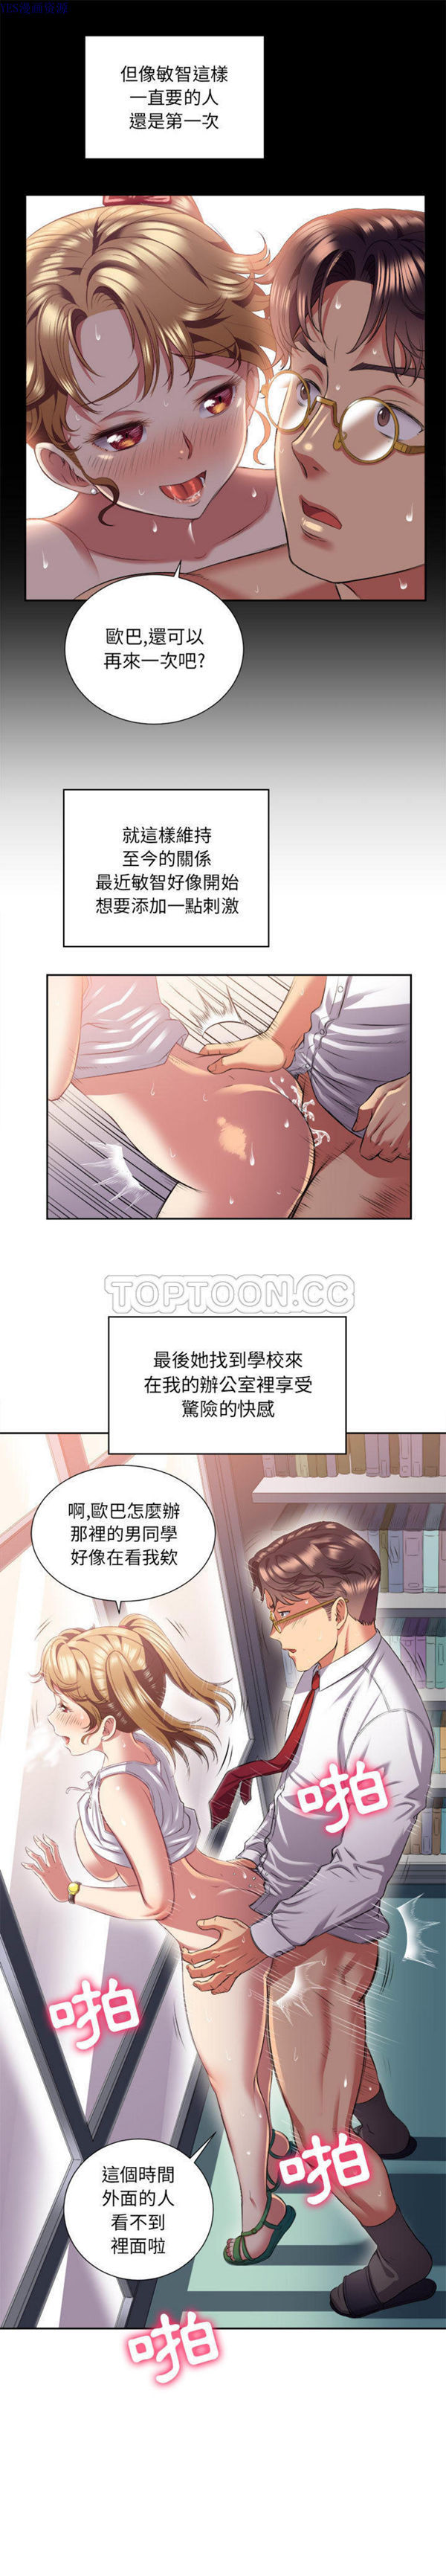 但像敏智這樣
一直要的人
還是第一次
歐巴,還可以
再來一次吧?
就這樣維持
至今的關係
最近敏智好像開始
想要添加一點刺激
TOPTOON.CC
最後她找到學校來
在我的辦公室裡享受
驚險的快感
啊,歐巴怎麼辦
那裡的男同學
好像在看我欸
啪
啪
啪
這個時間
外面的人
看不到
裡面啦
啪